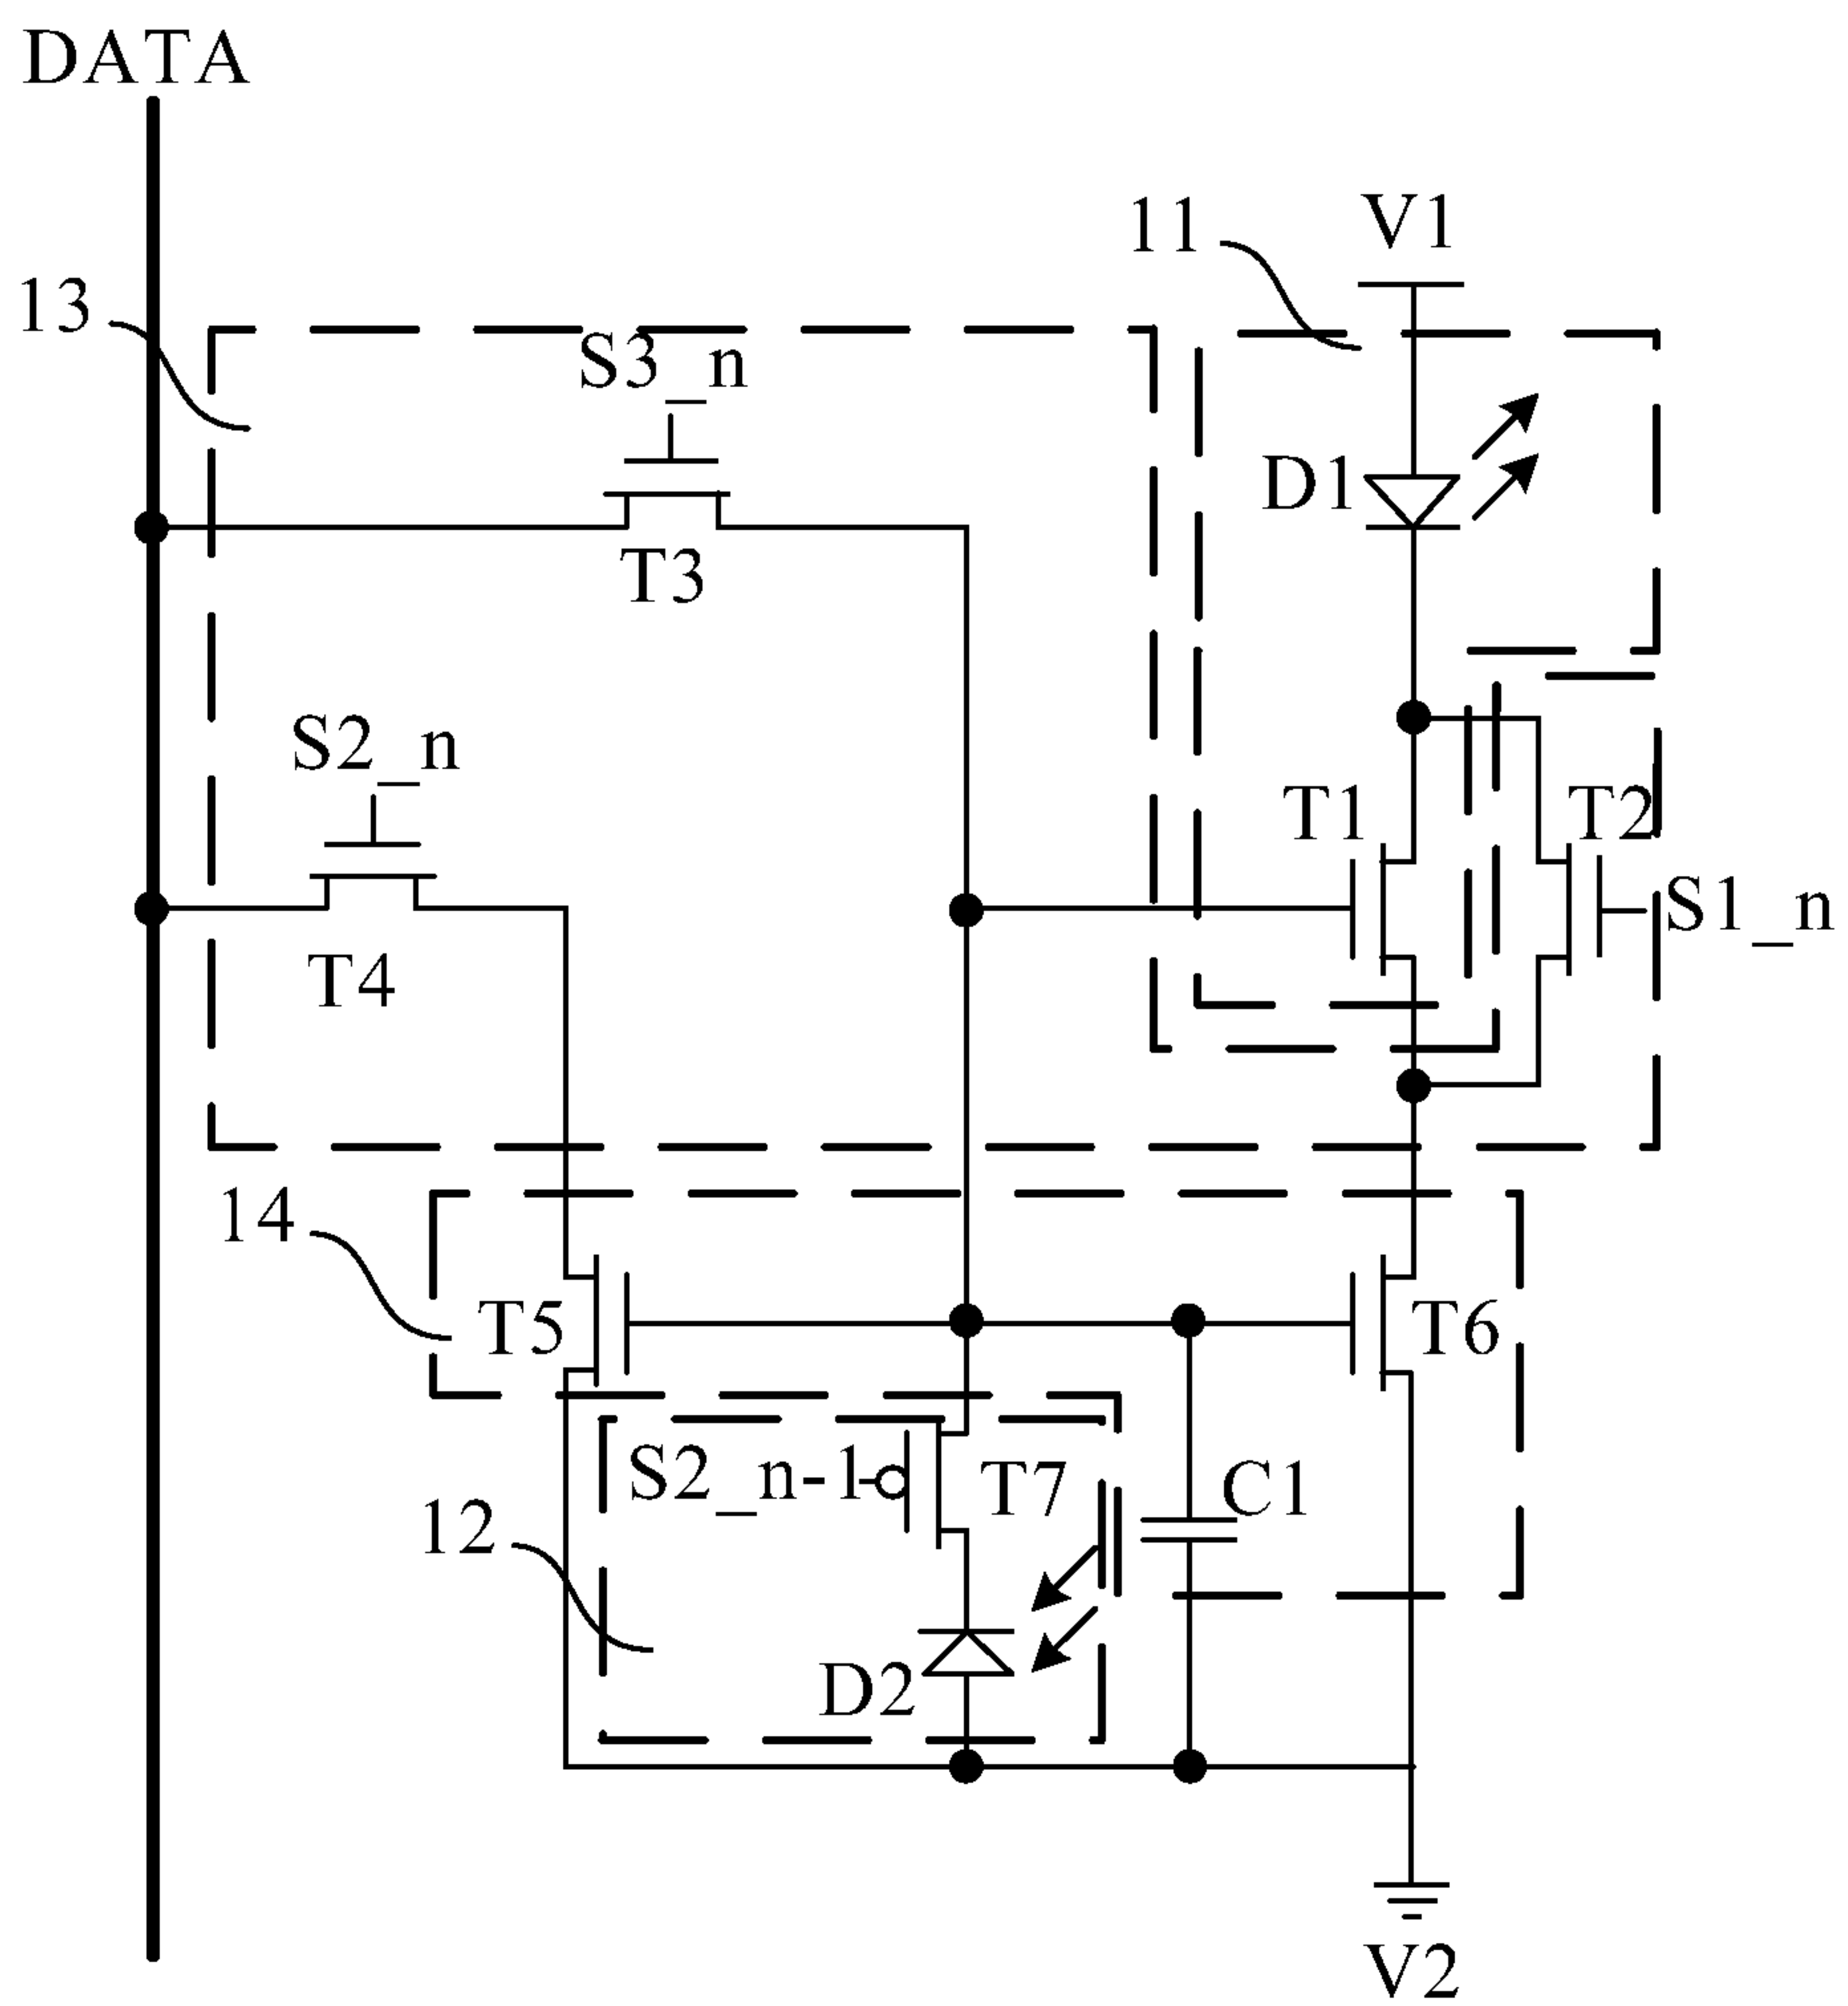 DATA
11
V1
13
S3_n
D1
T3
S2_n
T1
T2
S1_n
T4
14
T5
T6
S2_n-1
T7
C1
12
D2
V2